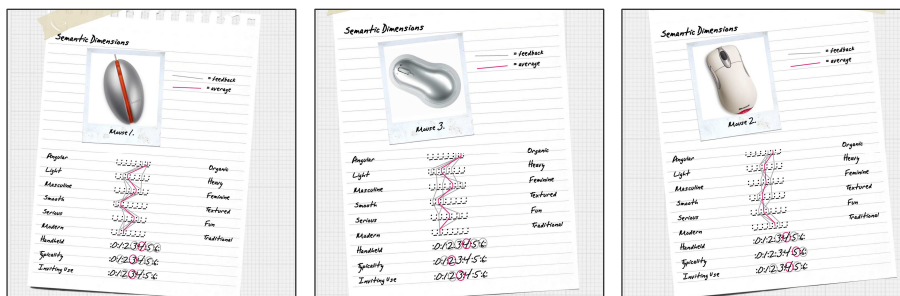 Semantic Dimensions
= feedback
= average
Mouse 1.
Angular Organic
Light Heavy
Masculine Feminine
Smooth Textured
Serious Fun
Modern Traditional
Handheld :0:1:2:3:4:5:6:
Typicality :0:1:2:3:4:5:6:
Inviting Use :0:1:2:3:4:5:6:
Semantic Dimensions
= feedback
= average
Mouse 3.
Angular Organic
Light Heavy
Masculine Feminine
Smooth Textured
Serious Fun
Modern Traditional
Handheld :0:1:2:3:4:5:6:
Typicality :0:1:2:3:4:5:6:
Inviting Use :0:1:2:3:4:5:6:
Semantic Dimensions
= feedback
= average
Mouse 2.
Angular Organic
Light Heavy
Masculine Feminine
Smooth Textured
Serious Fun
Modern Traditional
Handheld :0:1:2:3:4:5:6:
Typicality :0:1:2:3:4:5:6:
Inviting Use :0:1:2:3:4:5:6: